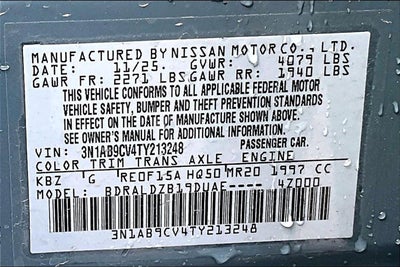 MANUFACTURED BY NISSAN MOTOR CO., LTD.
DATE: 11/25. GVWR: 4079 LBS
GAWR FR: 2271 LBS GAWR RR: 1940 LBS
THIS VEHICLE CONFORMS TO ALL APPLICABLE FEDERAL MOTOR
VEHICLE SAFETY, BUMPER AND THEFT PREVENTION STANDARDS
IN EFFECT ON THE DATE OF MANUFACTURE SHOWN ABOVE.
SEE OWNER'S MANUAL FOR ADDITIONAL INFORMATION.
VIN: 3N1AB9CV4TY213248 PASSENGER CAR.
COLOR TRIM TRANS AXLE ENGINE
KBZ G RE0F15A HQ50 MR20 1997 CC
MODEL: BDRALDZB19DUAE---- 4Z000
3N1AB9CV4TY213248